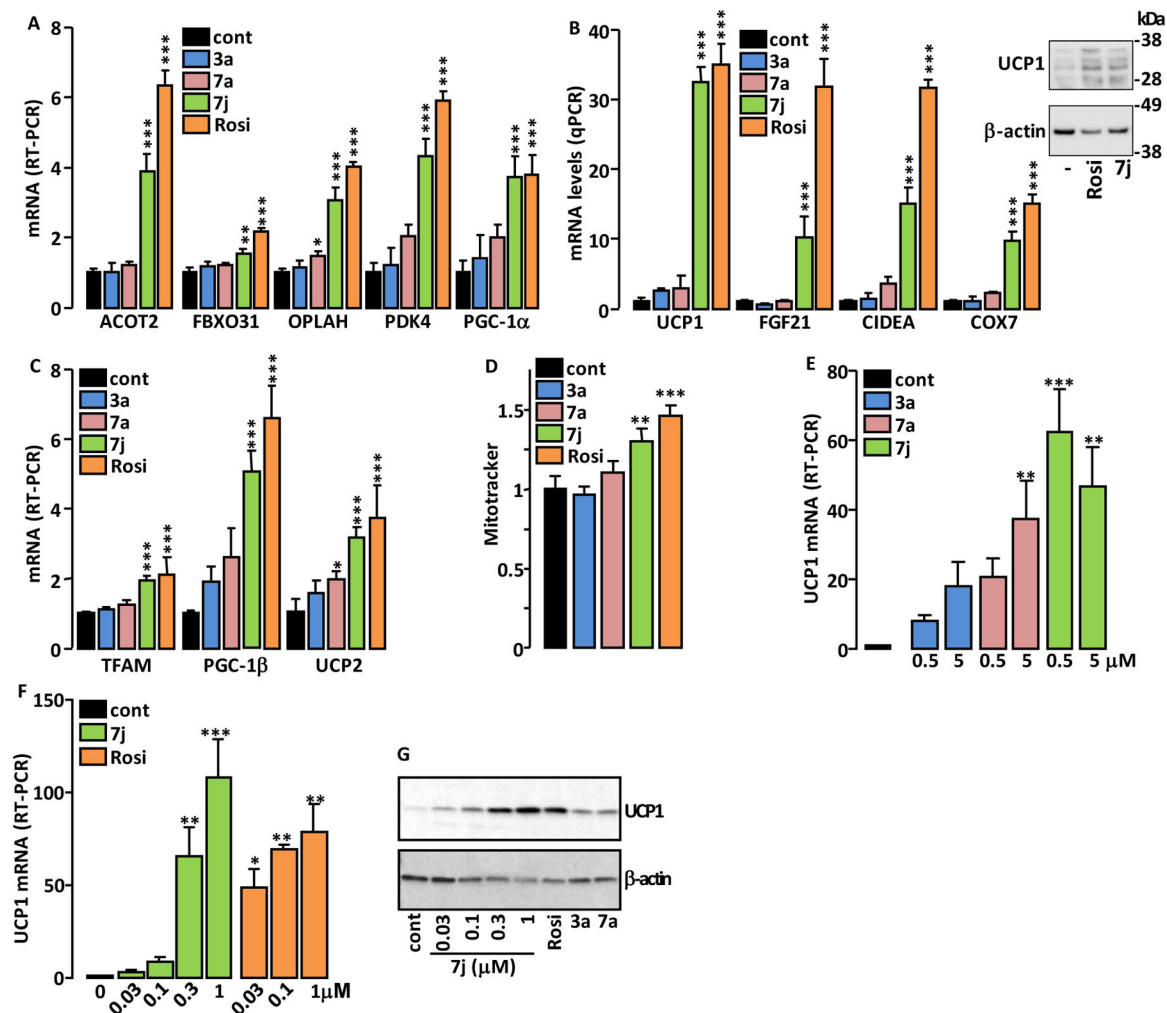 A
mRNA (RT-PCR)
8
6
4
2
0
cont
3a
7a
7j
Rosi
***
***
** ***
* *** ***
*** ***
*** ***
ACOT2 FBXO31 OPLAH PDK4 PGC-1α
B
mRNA levels (qPCR)
40
30
20
10
0
cont
3a
7a
7j
Rosi
*** ***
*** ***
*** ***
*** ***
UCP1 FGF21 CIDEA COX7
kDa
UCP1
-38
-28
β-actin
-49
-38
- Rosi 7j
C
mRNA (RT-PCR)
8
6
4
2
0
cont
3a
7a
7j
Rosi
*** ***
*** ***
* *** ***
TFAM PGC-1β UCP2
D
Mitotracker
1.5
1
0.5
0
cont
3a
7a
7j
Rosi
** ***
E
UCP1 mRNA (RT-PCR)
80
60
40
20
0
cont
3a
7a
7j
** *** **
0.5 5 0.5 5 0.5 5 μM
F
UCP1 mRNA (RT-PCR)
150
100
50
0
cont
7j
Rosi
** *** * ** **
0 0.03 0.1 0.3 1 0.03 0.1 1μM
G
UCP1
β-actin
cont 0.03 0.1 0.3 1 Rosi 3a 7a
7j (μM)